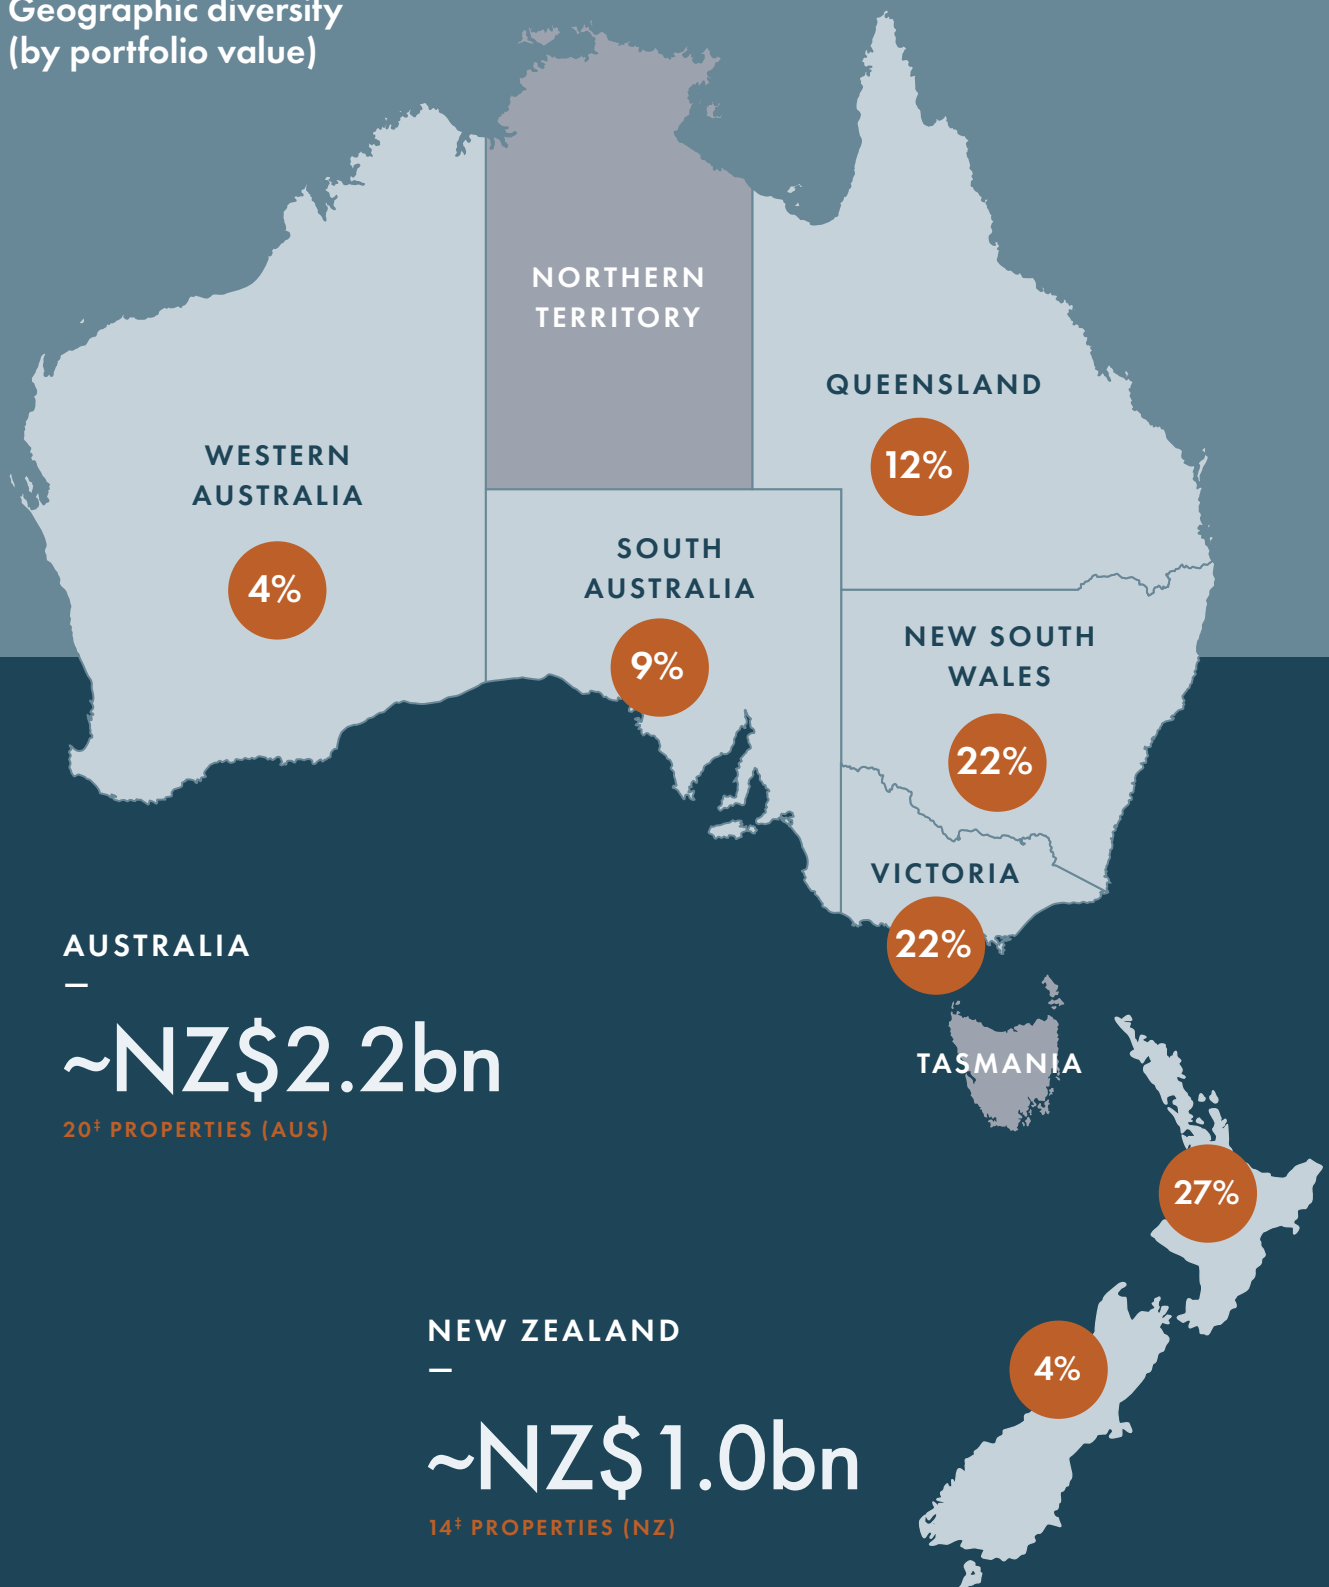 Geographic diversity
(by portfolio value)
NORTHERN
TERRITORY
QUEENSLAND
12%
WESTERN
AUSTRALIA
4%
SOUTH
AUSTRALIA
9%
NEW SOUTH
WALES
22%
VICTORIA
22%
AUSTRALIA
—
~NZ$2.2bn
20‡ PROPERTIES (AUS)
TASMANIA
27%
4%
NEW ZEALAND
—
~NZ$1.0bn
14‡ PROPERTIES (NZ)